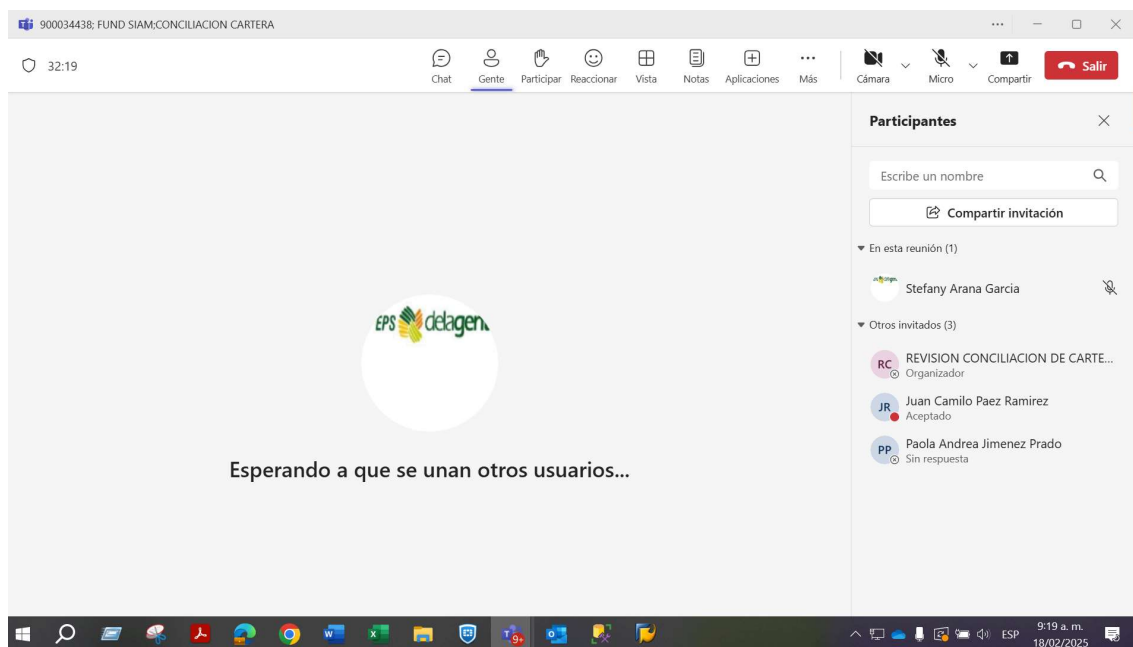 900034438; FUND SIAM;CONCILIACION CARTERA
32:19
Chat Gente Participar Reaccionar Vista Notas Aplicaciones Más Cámara Micro Compartir Salir
Participantes
Escribe un nombre
Compartir invitación
En esta reunión (1)
Stefany Arana Garcia
Otros invitados (3)
RC REVISION CONCILIACION DE CARTE...
Organizador
JR Juan Camilo Paez Ramirez
Aceptado
PP Paola Andrea Jimenez Prado
Sin respuesta
EPS delagen
Esperando a que se unan otros usuarios...
9+
ESP
9:19 a. m.
18/02/2025